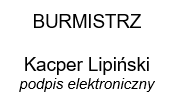 BURMISTRZ
Kacper Lipiński
podpis elektroniczny